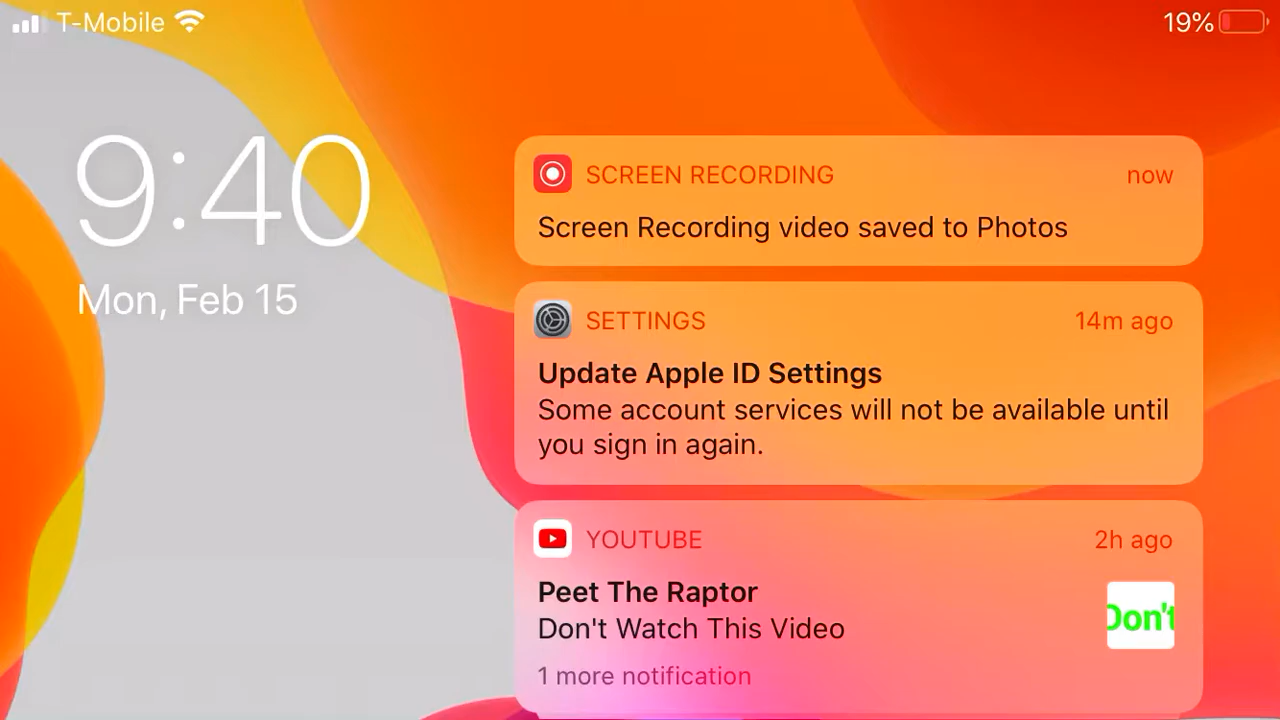 T-Mobile
19%
9:40
Mon, Feb 15
SCREEN RECORDING
now
Screen Recording video saved to Photos
SETTINGS
14m ago
Update Apple ID Settings
Some account services will not be available until
you sign in again.
YOUTUBE
2h ago
Peet The Raptor
Don't Watch This Video
Don't
1 more notification